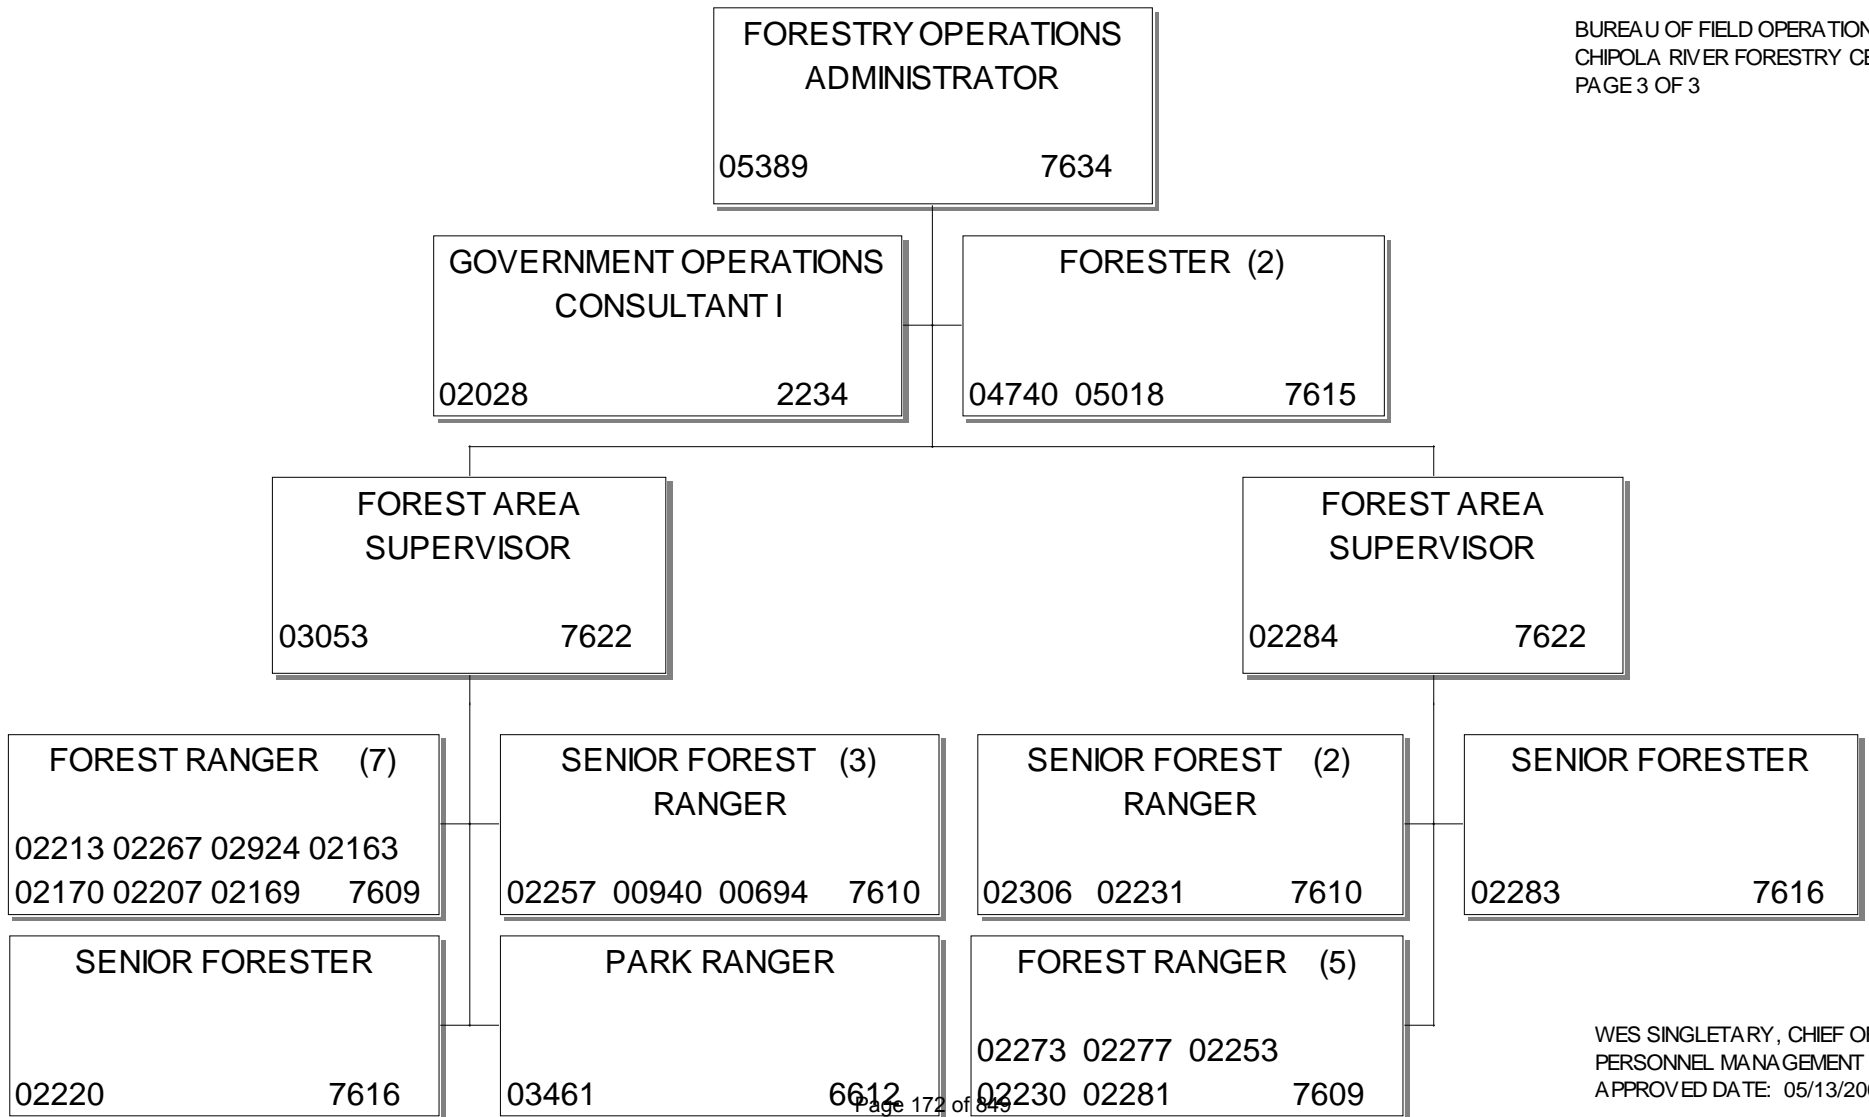 FORESTRY OPERATIONS
ADMINISTRATOR
05389 7634
BUREAU OF FIELD OPERATION
CHIPOLA RIVER FORESTRY CE
PAGE 3 OF 3
GOVERNMENT OPERATIONS
CONSULTANT I
02028 2234
FORESTER (2)
04740 05018 7615
FOREST AREA
SUPERVISOR
03053 7622
FOREST AREA
SUPERVISOR
02284 7622
FOREST RANGER (7)
02213 02267 02924 02163
02170 02207 02169 7609
SENIOR FOREST (3)
RANGER
02257 00940 00694 7610
SENIOR FOREST (2)
RANGER
02306 02231 7610
SENIOR FORESTER
02283 7616
SENIOR FORESTER
02220 7616
PARK RANGER
03461 6612
FOREST RANGER (5)
02273 02277 02253
02230 02281 7609
WES SINGLETARY, CHIEF OF
PERSONNEL MANAGEMENT
APPROVED DATE: 05/13/200
Page 172 of 849